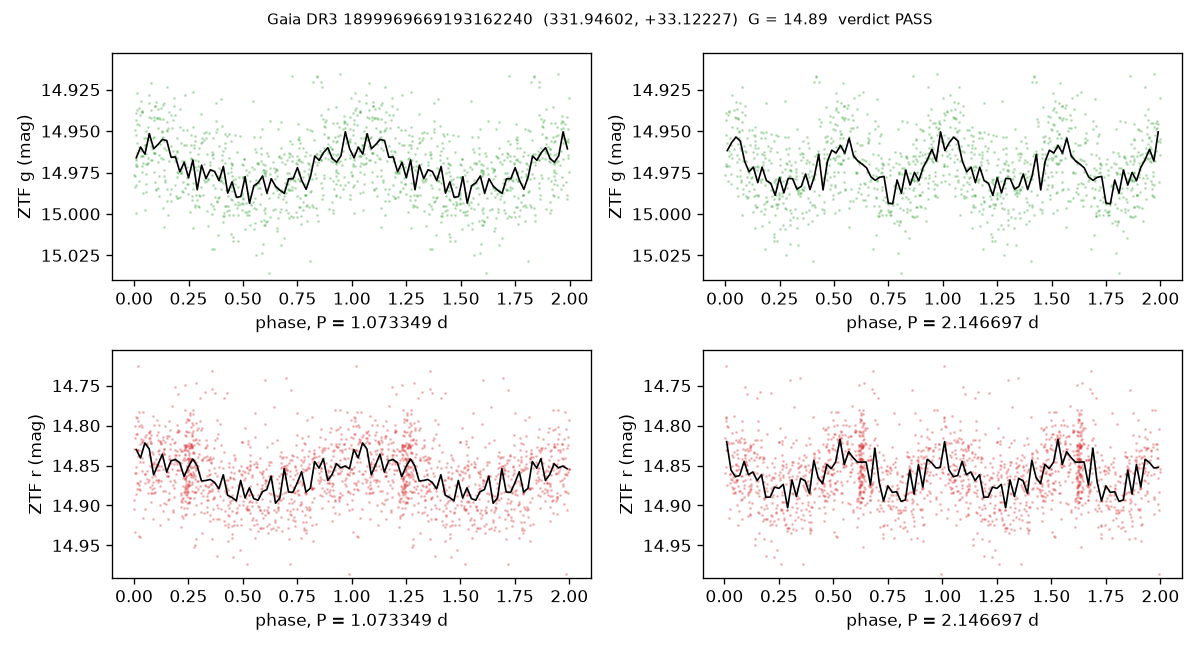 Gaia DR3 1899969669193162240 (331.94602, +33.12227) G = 14.89 verdict PASS
ZTF g (mag)
14.925
14.950
14.975
15.000
15.025
0.00 0.25 0.50 0.75 1.00 1.25 1.50 1.75 2.00
phase, P = 1.073349 d
ZTF g (mag)
14.925
14.950
14.975
15.000
15.025
0.00 0.25 0.50 0.75 1.00 1.25 1.50 1.75 2.00
phase, P = 2.146697 d
ZTF r (mag)
14.75
14.80
14.85
14.90
14.95
0.00 0.25 0.50 0.75 1.00 1.25 1.50 1.75 2.00
phase, P = 1.073349 d
ZTF r (mag)
14.75
14.80
14.85
14.90
14.95
0.00 0.25 0.50 0.75 1.00 1.25 1.50 1.75 2.00
phase, P = 2.146697 d